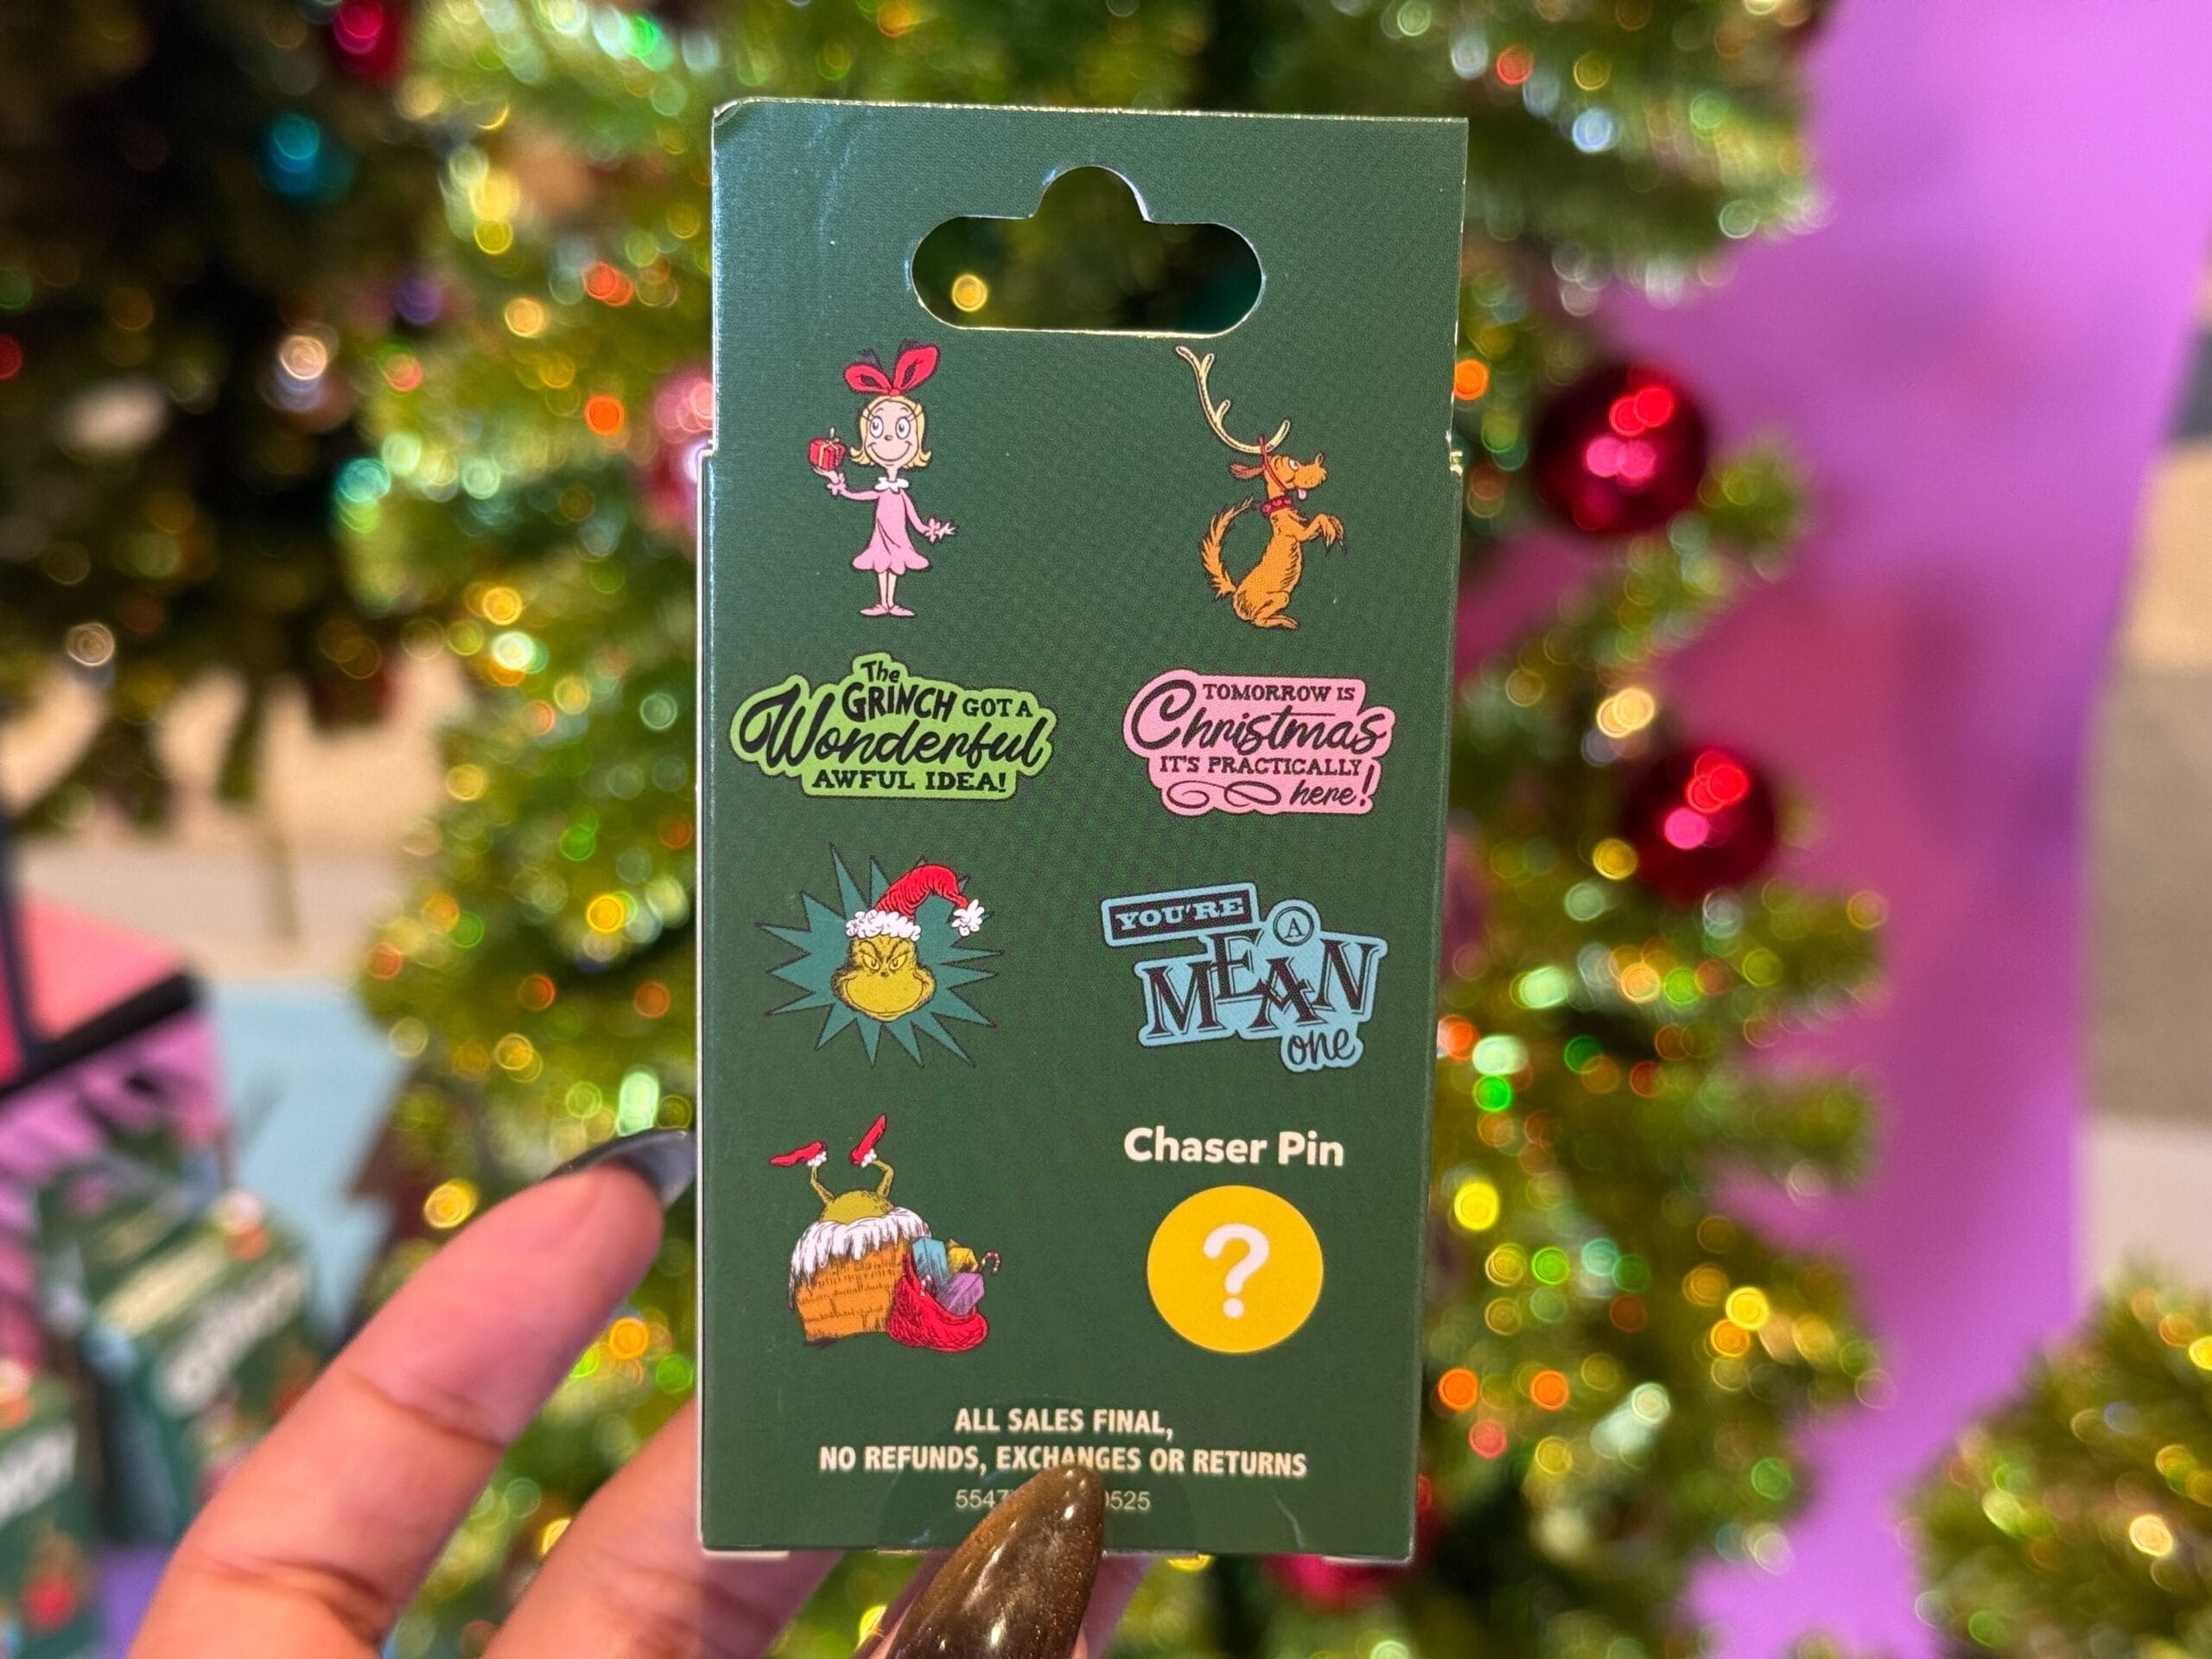 The
GRINCH GOT A
Wonderful
AWFUL IDEA!
TOMORROW IS
Christmas
IT'S PRACTICALLY
here!
YOU'RE
A
MEAN
one
Chaser Pin
?
ALL SALES FINAL,
NO REFUNDS, EXCHANGES OR RETURNS